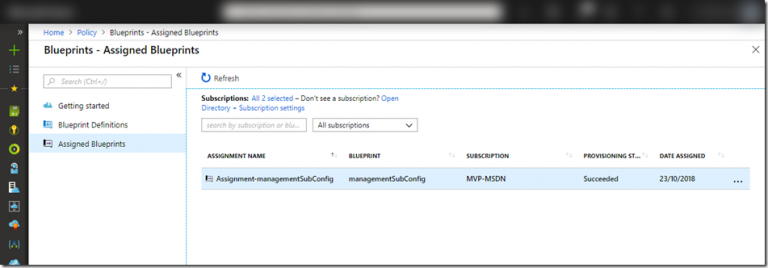 Home > Policy > Blueprints - Assigned Blueprints
Blueprints - Assigned Blueprints
Search (Ctrl+/)
Getting started
Blueprint Definitions
Assigned Blueprints
Refresh
Subscriptions: All 2 selected – Don't see a subscription? Open
Directory + Subscription settings
search by subscription or blu...
All subscriptions
ASSIGNMENT NAME BLUEPRINT SUBSCRIPTION PROVISIONING ST... DATE ASSIGNED
Assignment-managementSubConfig managementSubConfig MVP-MSDN Succeeded 23/10/2018 ...